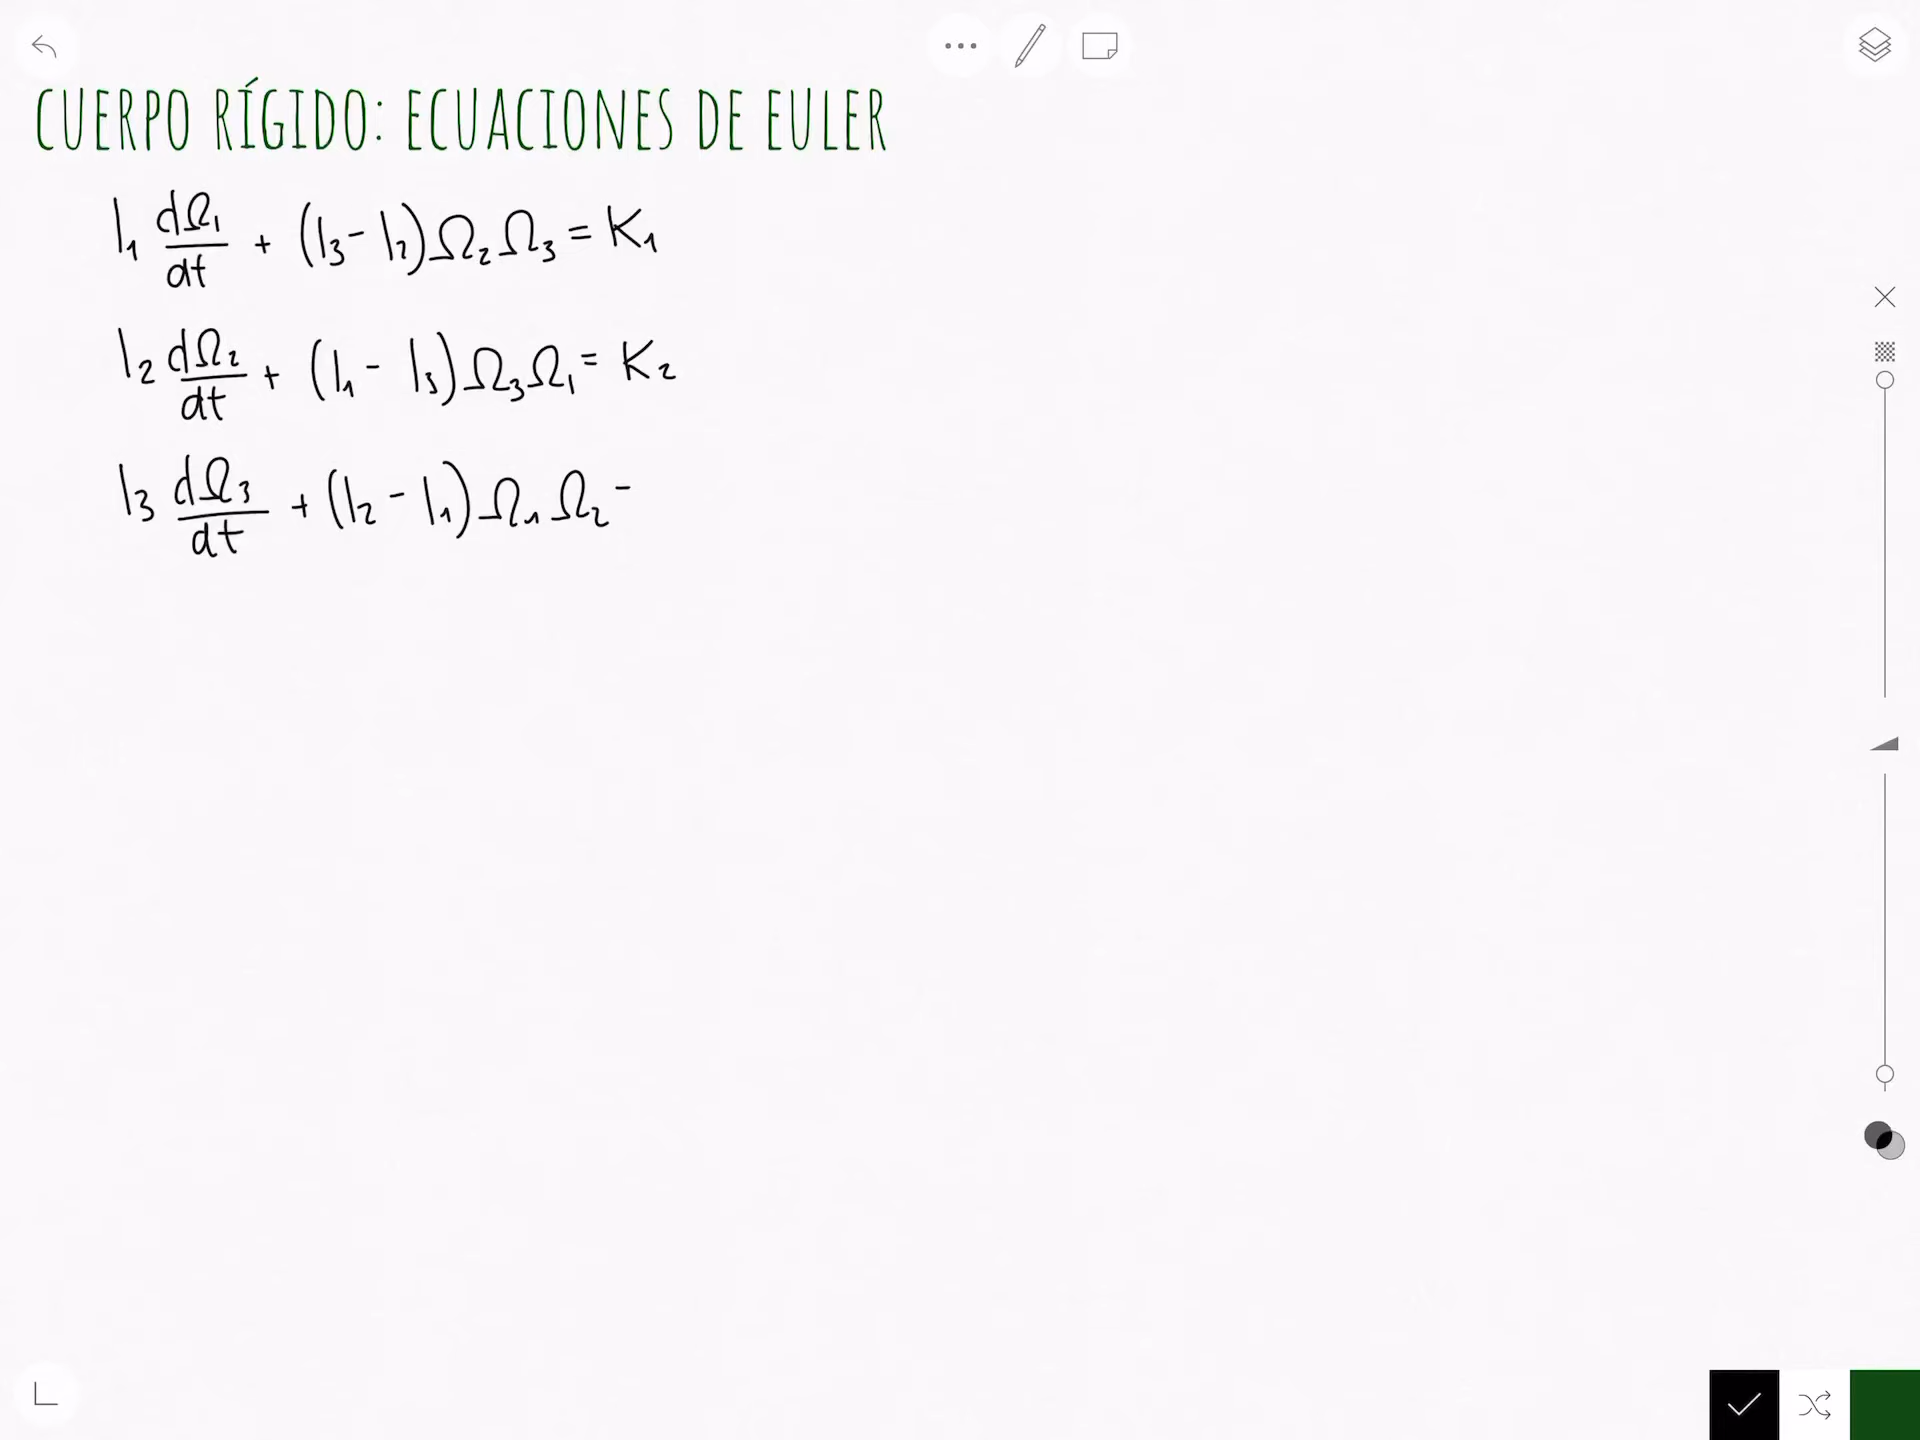 CUERPO RÍGIDO: ECUACIONES DE EULER
I₁ dΩ₁/dt + (I₃ - I₂)Ω₂Ω₃ = K₁
I₂ dΩ₂/dt + (I₁ - I₃)Ω₃Ω₁ = K₂
I₃ dΩ₃/dt + (I₂ - I₁)Ω₁Ω₂ -